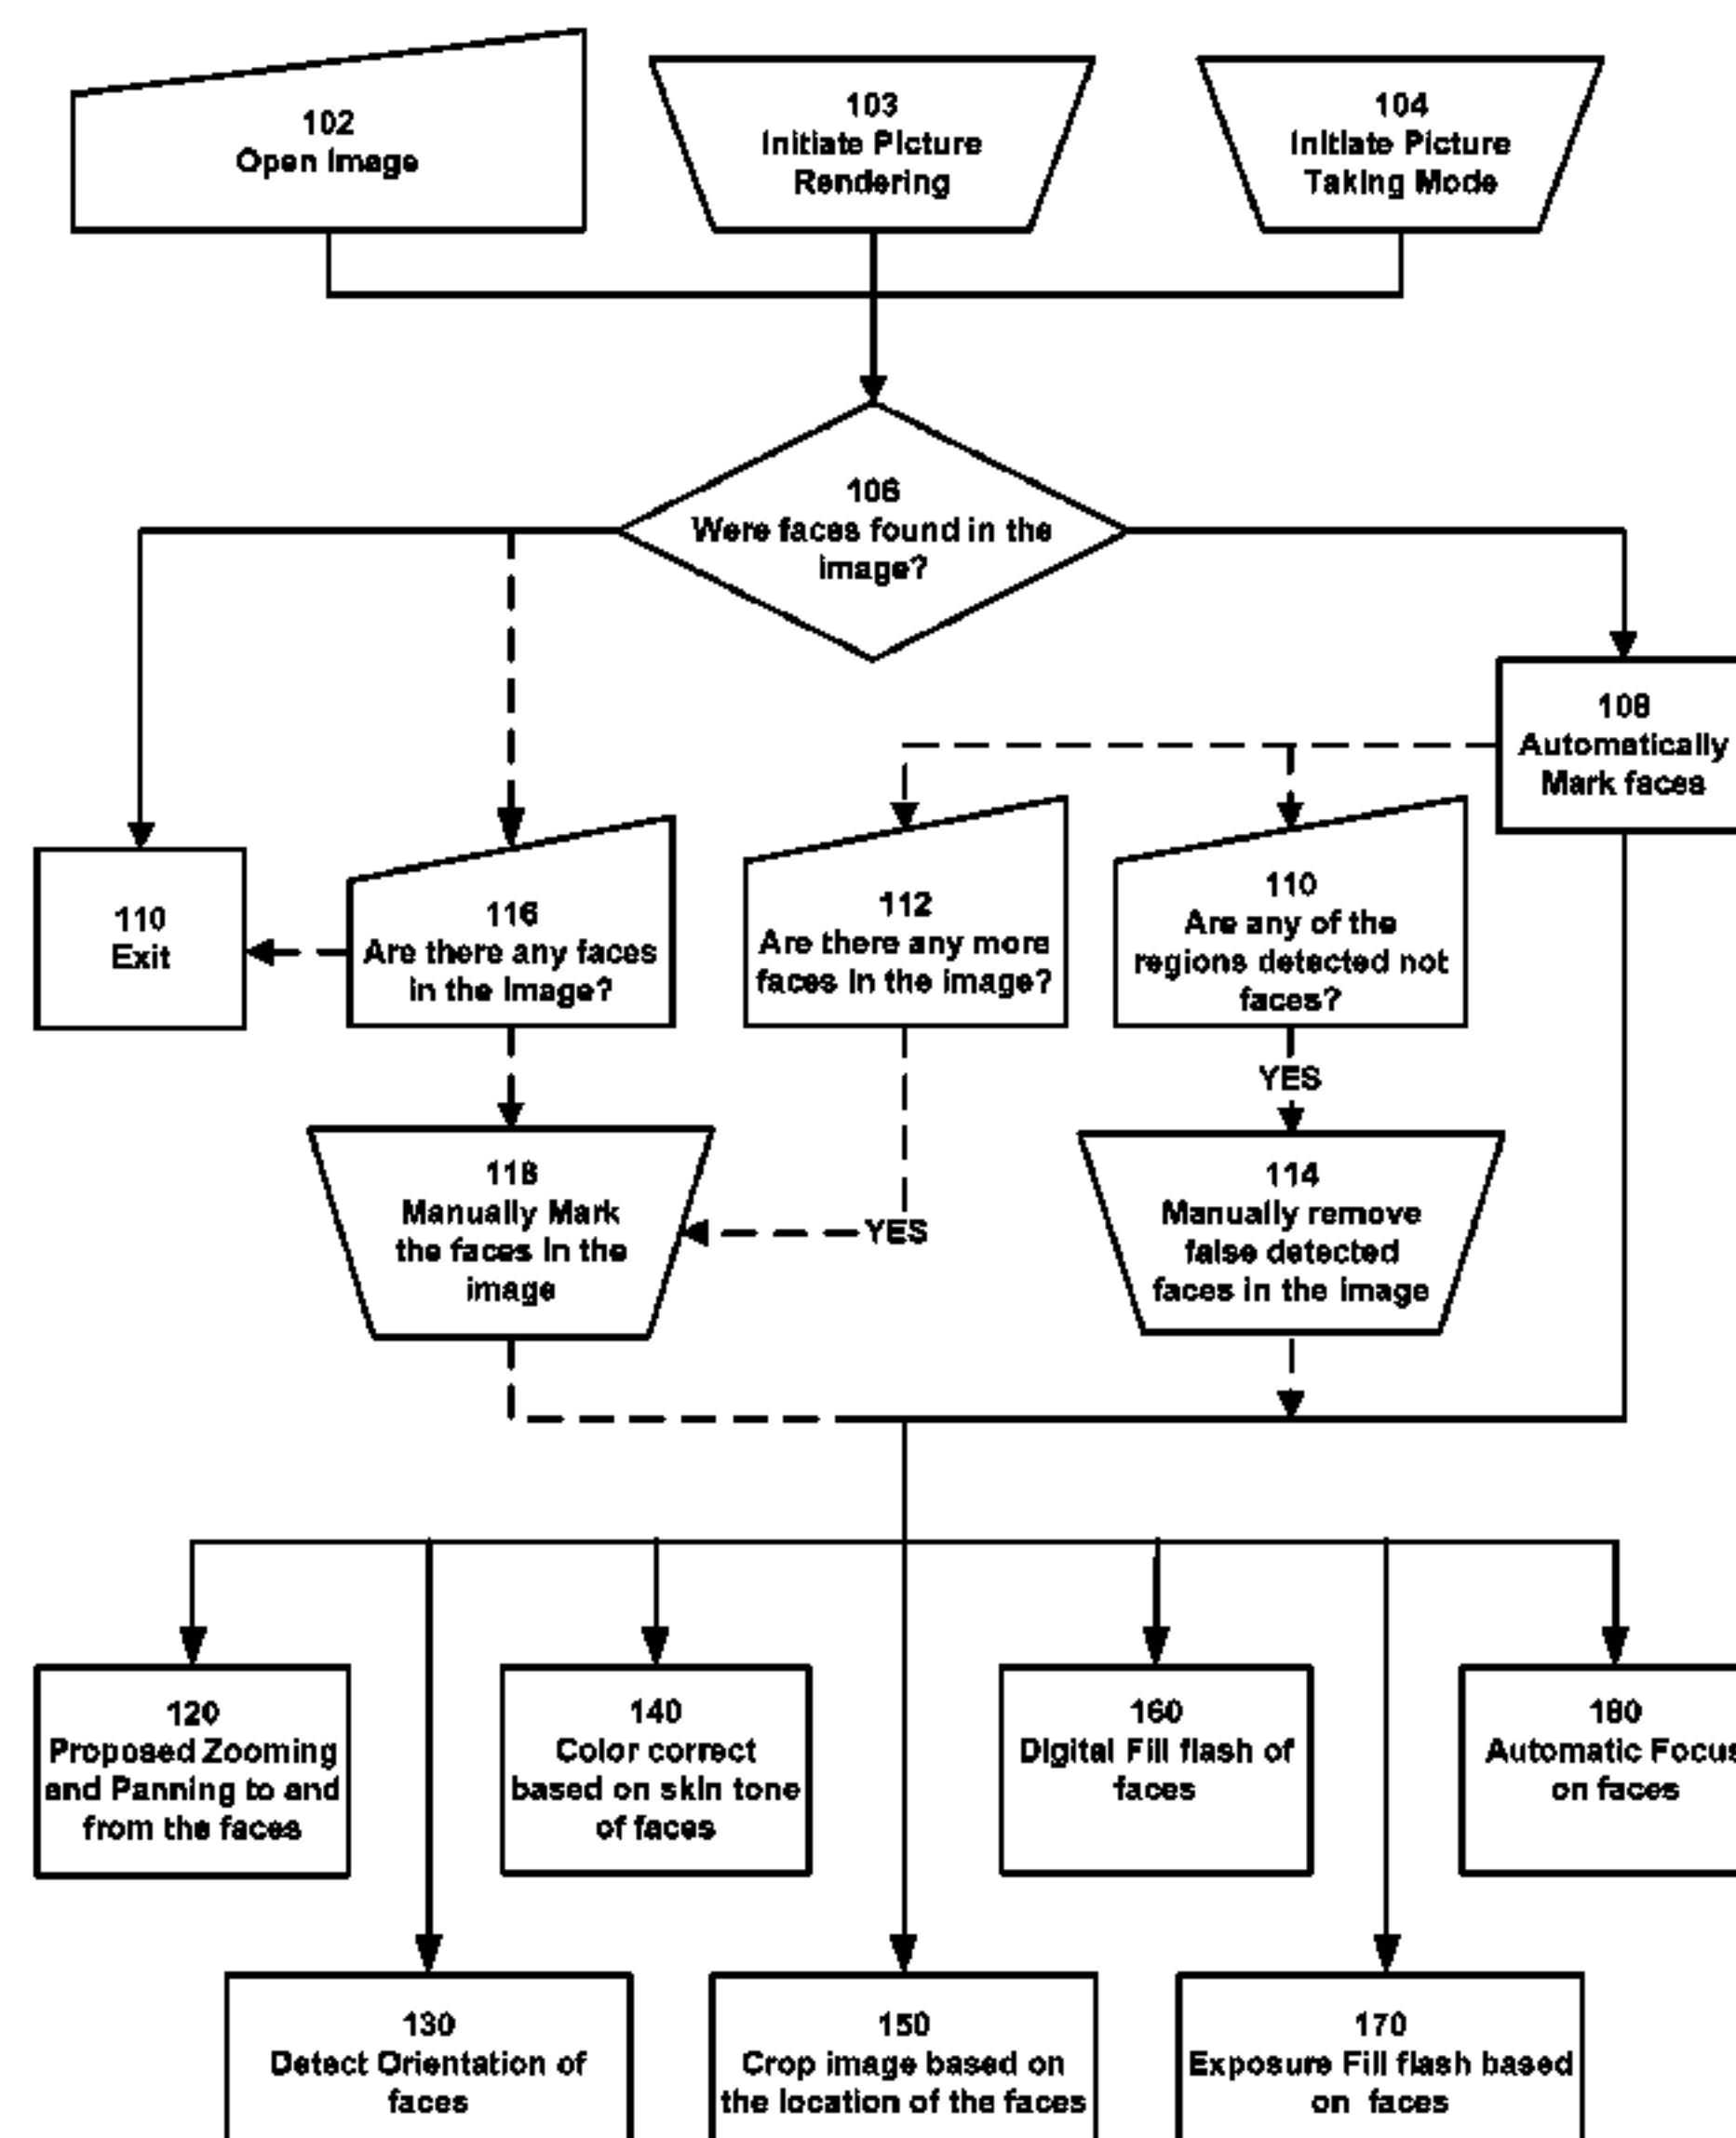 102
Open Image
103
Initiate Picture
Rendering
104
Initiate Picture
Taking Mode
106
Were faces found in the
image?
108
Automatically
Mark faces
110
Exit
116
Are there any faces
in the Image?
112
Are there any more
faces in the image?
110
Are any of the
regions detected not
faces?
YES
118
Manually Mark
the faces in the
image
YES
114
Manually remove
false detected
faces in the image
120
Proposed Zooming
and Panning to and
from the faces
140
Color correct
based on skin tone
of faces
160
Digital Fill flash of
faces
180
Automatic Focus
on faces
130
Detect Orientation of
faces
150
Crop image based on
the location of the faces
170
Exposure Fill flash based
on faces